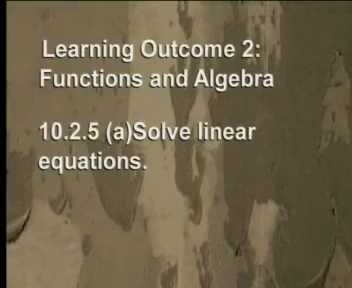 Learning Outcome 2:
Functions and Algebra
10.2.5 (a)Solve linear
equations.